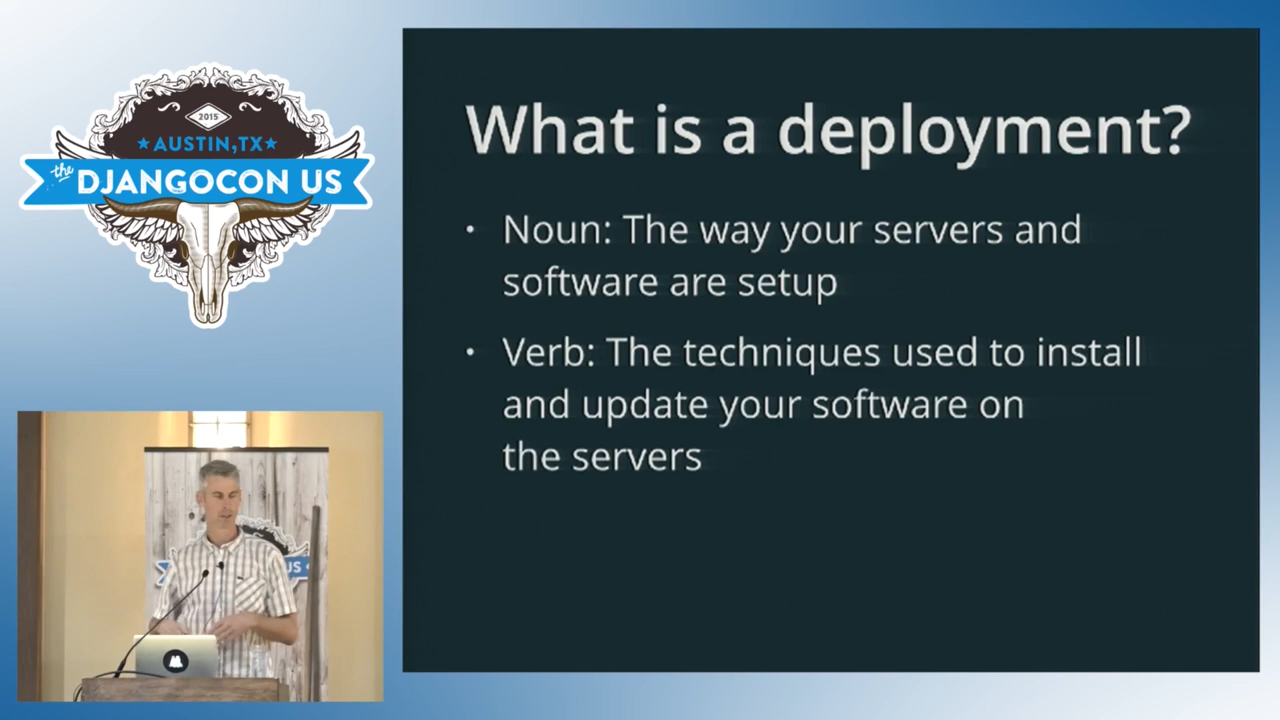 2015
AUSTIN,TX
the
DJANGOCON US
What is a deployment?
• Noun: The way your servers and
software are setup
• Verb: The techniques used to install
and update your software on
the servers
US